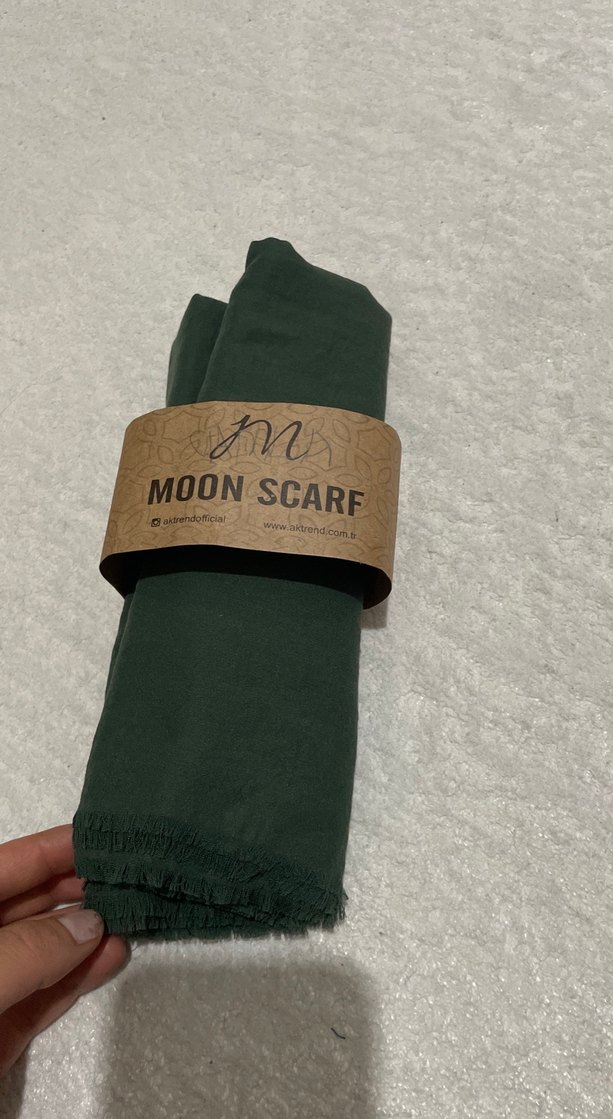 m
MOON SCARF
aktrendofficial www.aktrend.com.tr